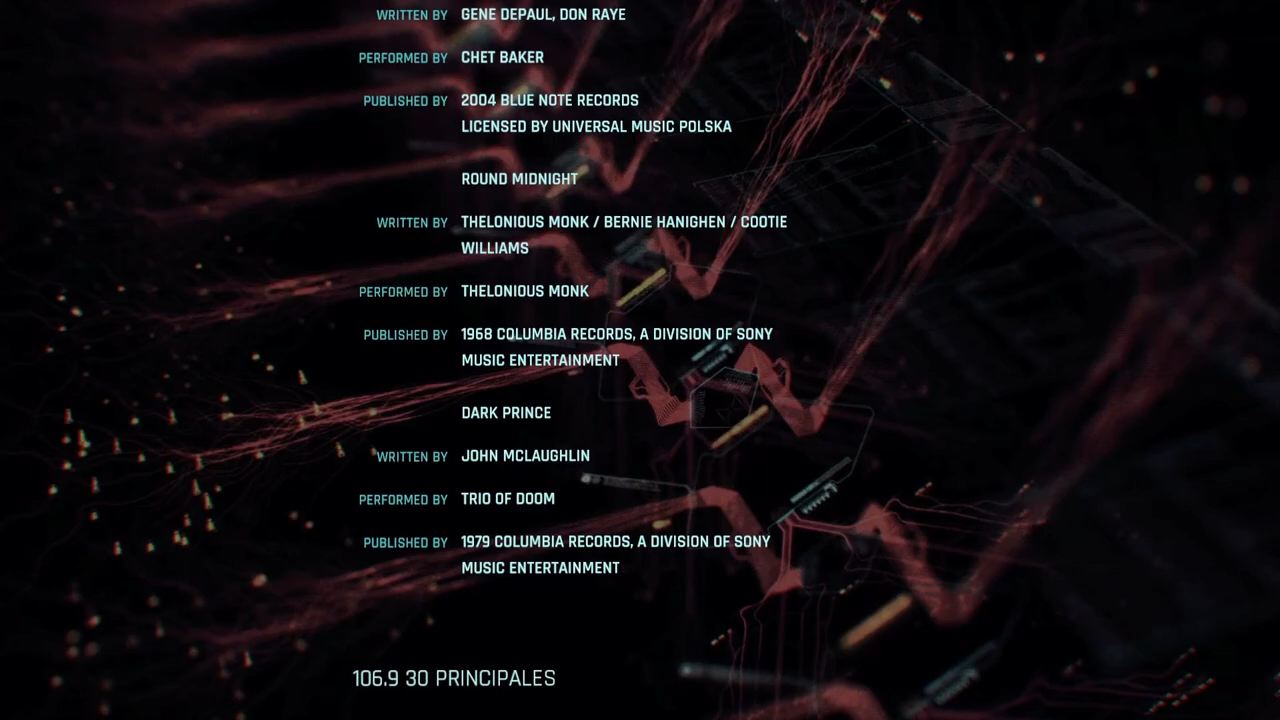 WRITTEN BY GENE DEPAUL, DON RAYE
PERFORMED BY CHET BAKER
PUBLISHED BY 2004 BLUE NOTE RECORDS
LICENSED BY UNIVERSAL MUSIC POLSKA
ROUND MIDNIGHT
WRITTEN BY THELONIOUS MONK / BERNIE HANIGHEN / COOTIE
WILLIAMS
PERFORMED BY THELONIOUS MONK
PUBLISHED BY 1968 COLUMBIA RECORDS, A DIVISION OF SONY
MUSIC ENTERTAINMENT
DARK PRINCE
WRITTEN BY JOHN MCLAUGHLIN
PERFORMED BY TRIO OF DOOM
PUBLISHED BY 1979 COLUMBIA RECORDS, A DIVISION OF SONY
MUSIC ENTERTAINMENT
106.9 30 PRINCIPALES